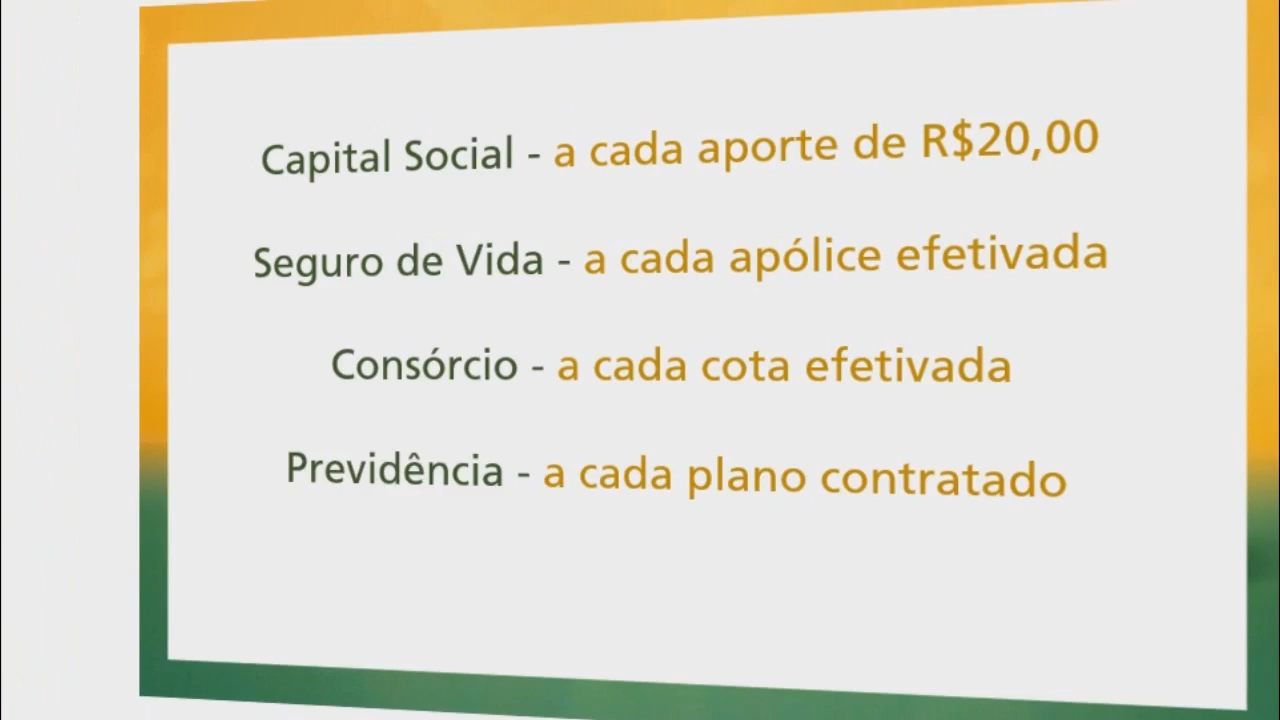 Capital Social - a cada aporte de R$20,00
Seguro de Vida - a cada apólice efetivada
Consórcio - a cada cota efetivada
Previdência - a cada plano contratado